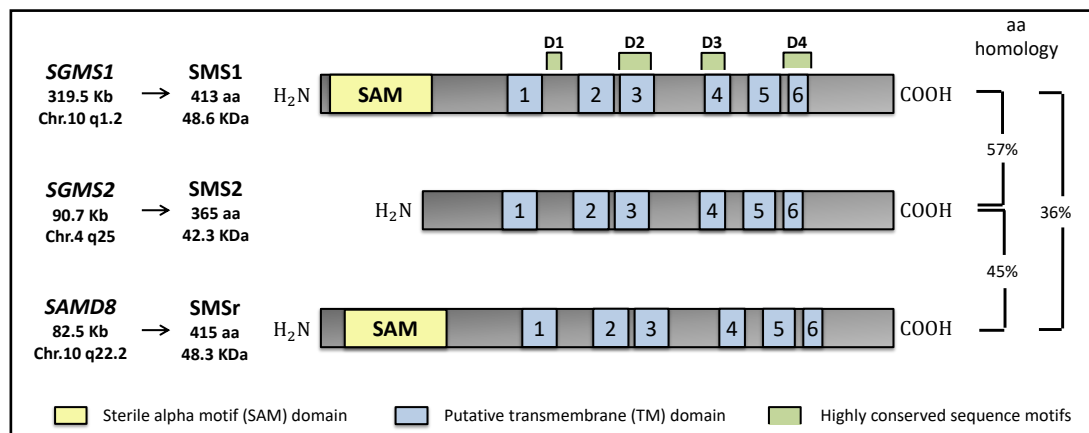 aa
homology
D1 D2 D3 D4
SGMS1
319.5 Kb
Chr.10 q1.2
SMS1
413 aa
48.6 KDa
H2N SAM 1 2 3 4 5 6 COOH
57%
SGMS2
90.7 Kb
Chr.4 q25
SMS2
365 aa
42.3 KDa
H2N 1 2 3 4 5 6 COOH
36%
45%
SAMD8
82.5 Kb
Chr.10 q22.2
SMSr
415 aa
48.3 KDa
H2N SAM 1 2 3 4 5 6 COOH
Sterile alpha motif (SAM) domain
Putative transmembrane (TM) domain
Highly conserved sequence motifs